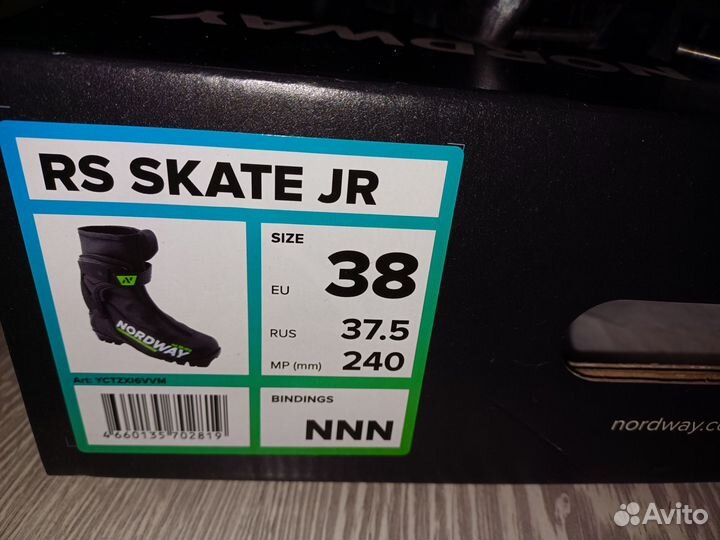 NORDWAY
RS SKATE JR
NORDWAY
SIZE
EU 38
RUS 37.5
MP (mm) 240
Art: YCTZXI6VVM
4660135702819
BINDINGS
NNN
nordway.co
Avito